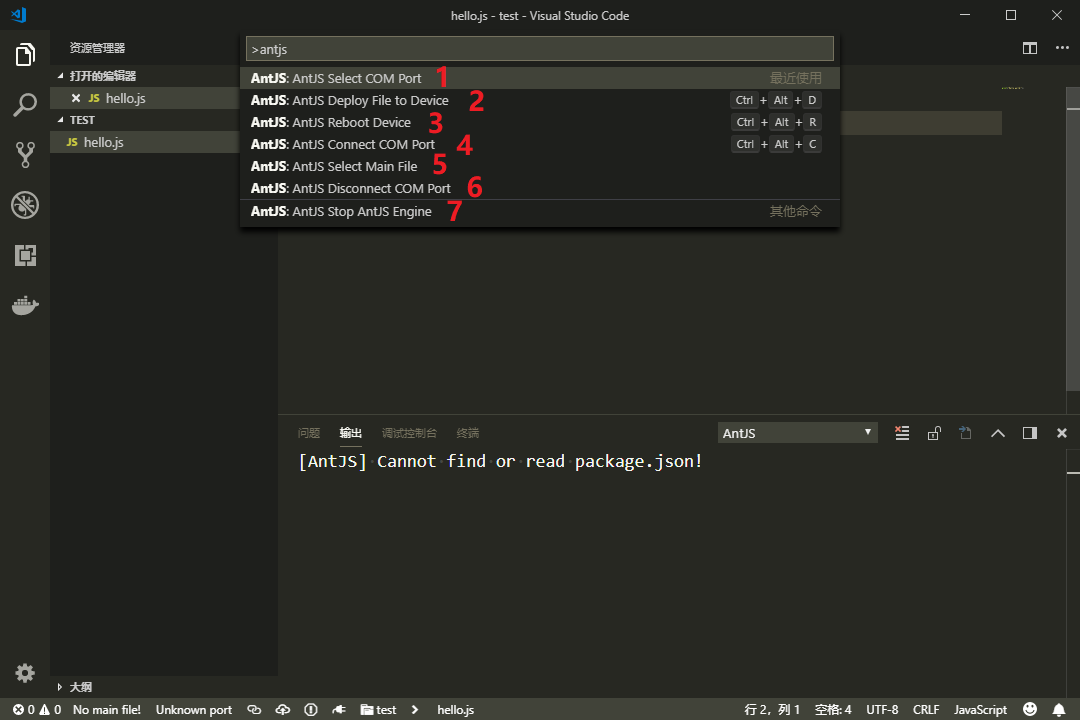 hello.js - test - Visual Studio Code
资源管理器
>antjs
打开的编辑器
JS hello.js
TEST
JS hello.js
AntJS: AntJS Select COM Port 1 最近使用
AntJS: AntJS Deploy File to Device 2 Ctrl + Alt + D
AntJS: AntJS Reboot Device 3 Ctrl + Alt + R
AntJS: AntJS Connect COM Port 4 Ctrl + Alt + C
AntJS: AntJS Select Main File 5
AntJS: AntJS Disconnect COM Port 6
AntJS: AntJS Stop AntJS Engine 7 其他命令
问题 输出 调试控制台 终端 AntJS
[AntJS] Cannot find or read package.json!
大纲
0 0 No main file! Unknown port test hello.js 行 2，列 1 空格: 4 UTF-8 CRLF JavaScript